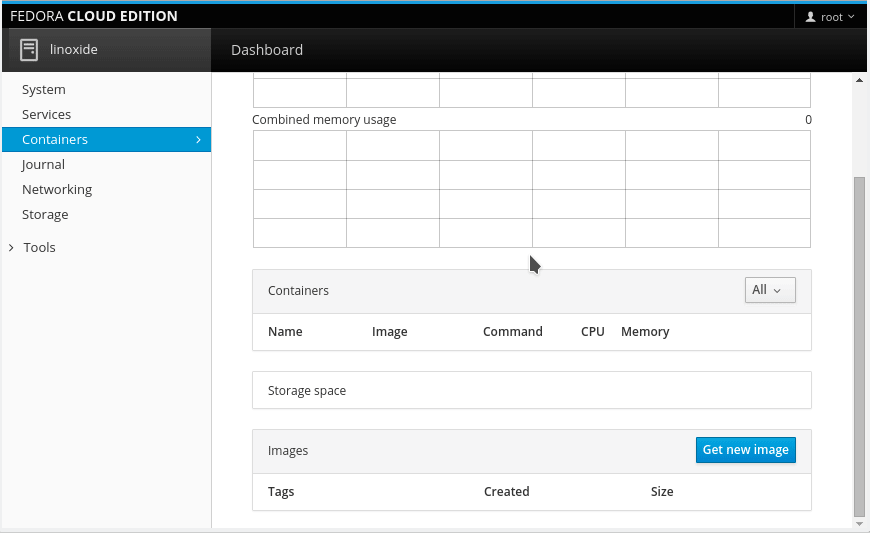 FEDORA CLOUD EDITION
root
linoxide
Dashboard
System
Services
Containers
Journal
Networking
Storage
Tools
Combined memory usage 0
Containers
All
Name Image Command CPU Memory
Storage space
Images
Get new image
Tags Created Size